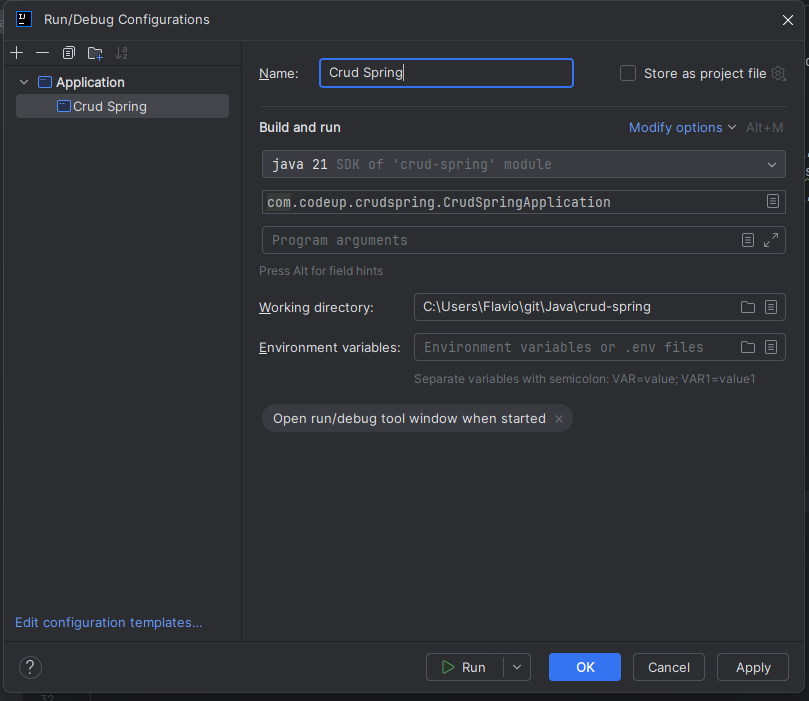 Run/Debug Configurations
Application
Crud Spring
Edit configuration templates...
Name: Crud Spring Store as project file
Build and run Modify options Alt+M
java 21 SDK of 'crud-spring' module
com.codeup.crudspring.CrudSpringApplication
Program arguments
Press Alt for field hints
Working directory: C:\Users\Flavio\git\Java\crud-spring
Environment variables: Environment variables or .env files
Separate variables with semicolon: VAR=value; VAR1=value1
Open run/debug tool window when started
? Run OK Cancel Apply
32